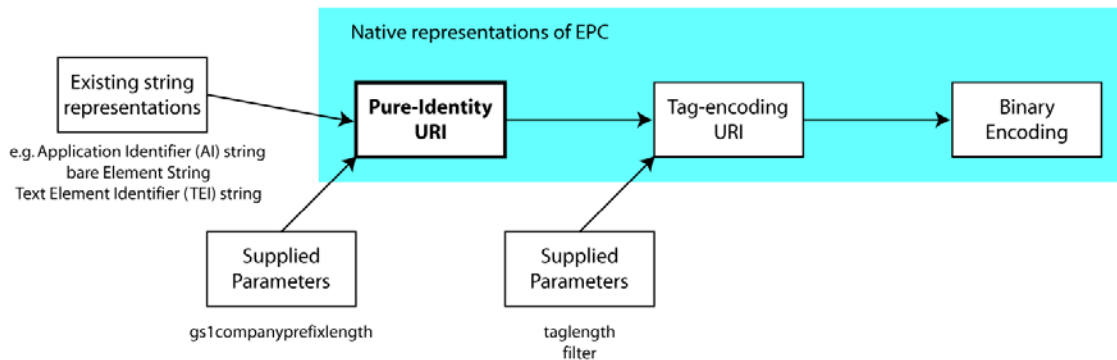 Native representations of EPC
Existing string
representations
Pure-Identity
URI
Tag-encoding
URI
Binary
Encoding
e.g. Application Identifier (AI) string
bare Element String
Text Element Identifier (TEI) string
Supplied
Parameters
Supplied
Parameters
gs1companyprefixlength
taglength
filter